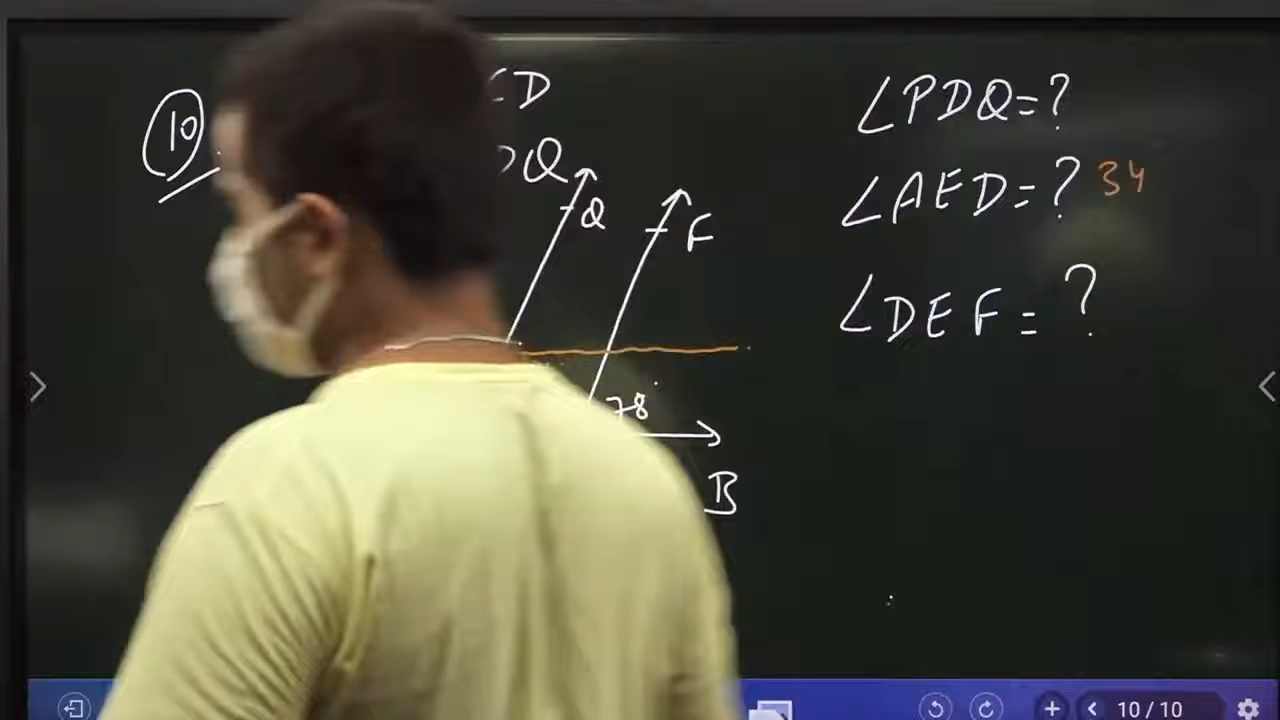 10
CD
DQ
Q
F
78
B
∠PDQ=?
∠AED=? 34
∠DEF=?
10 / 10